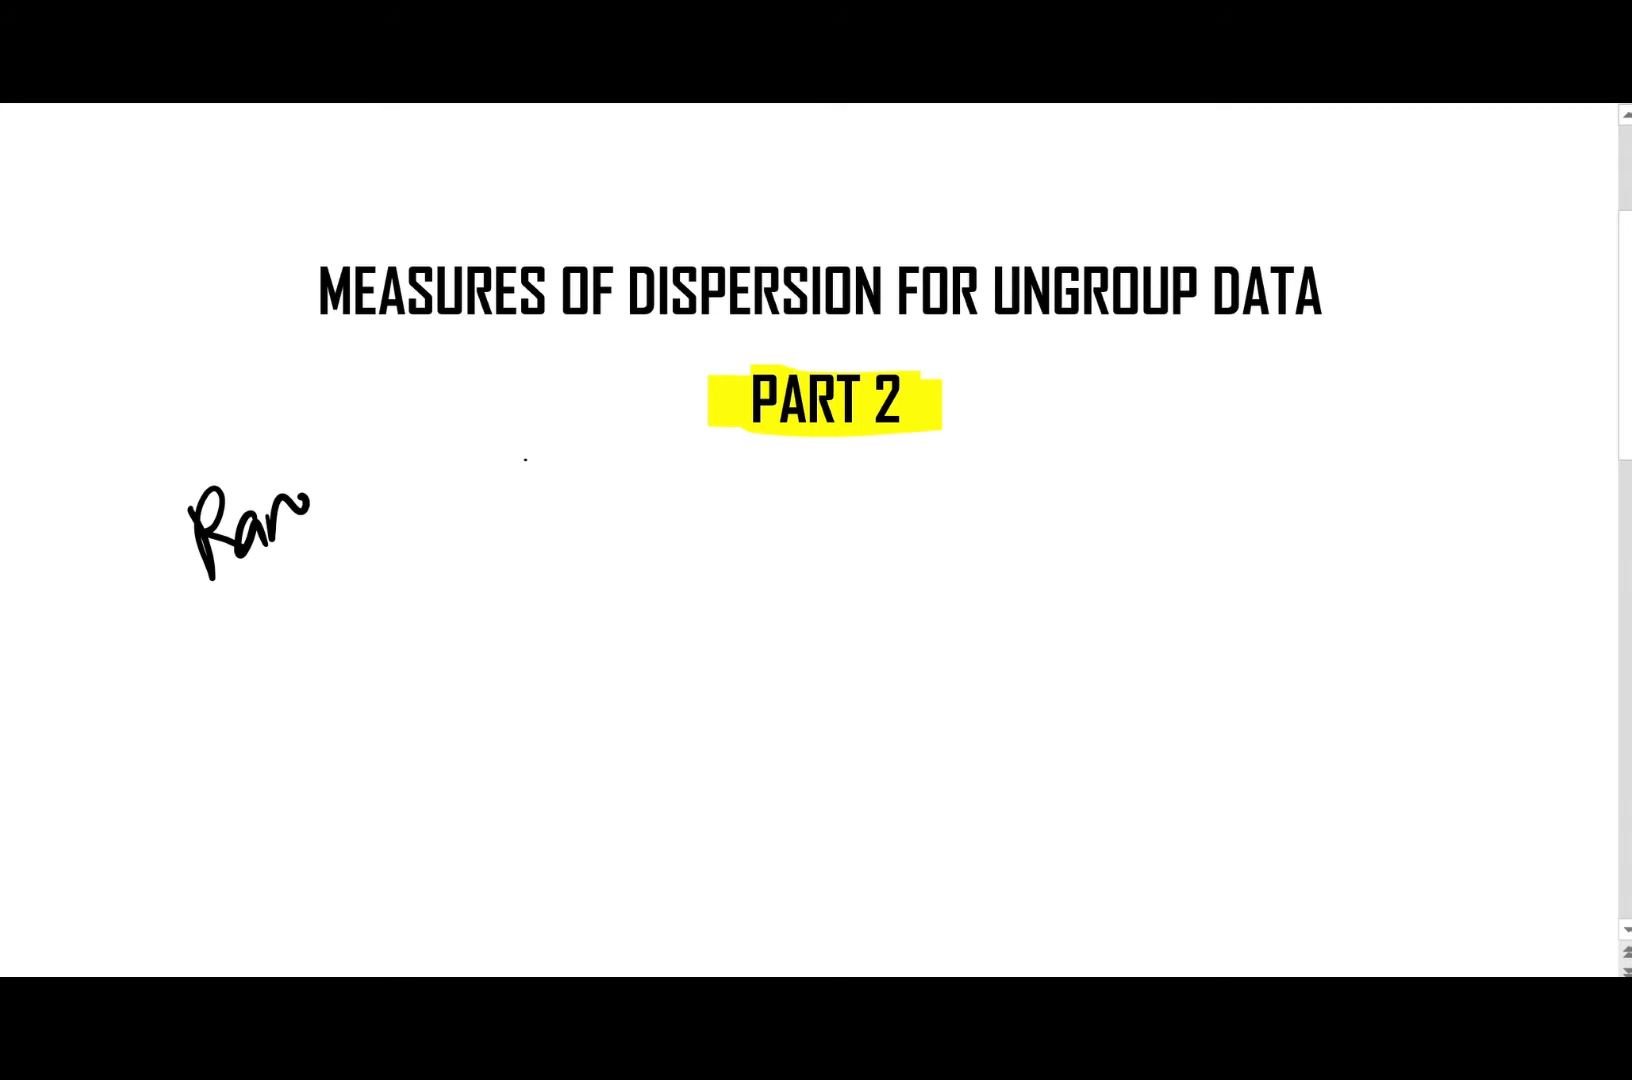 MEASURES OF DISPERSION FOR UNGROUP DATA
PART 2
Ran